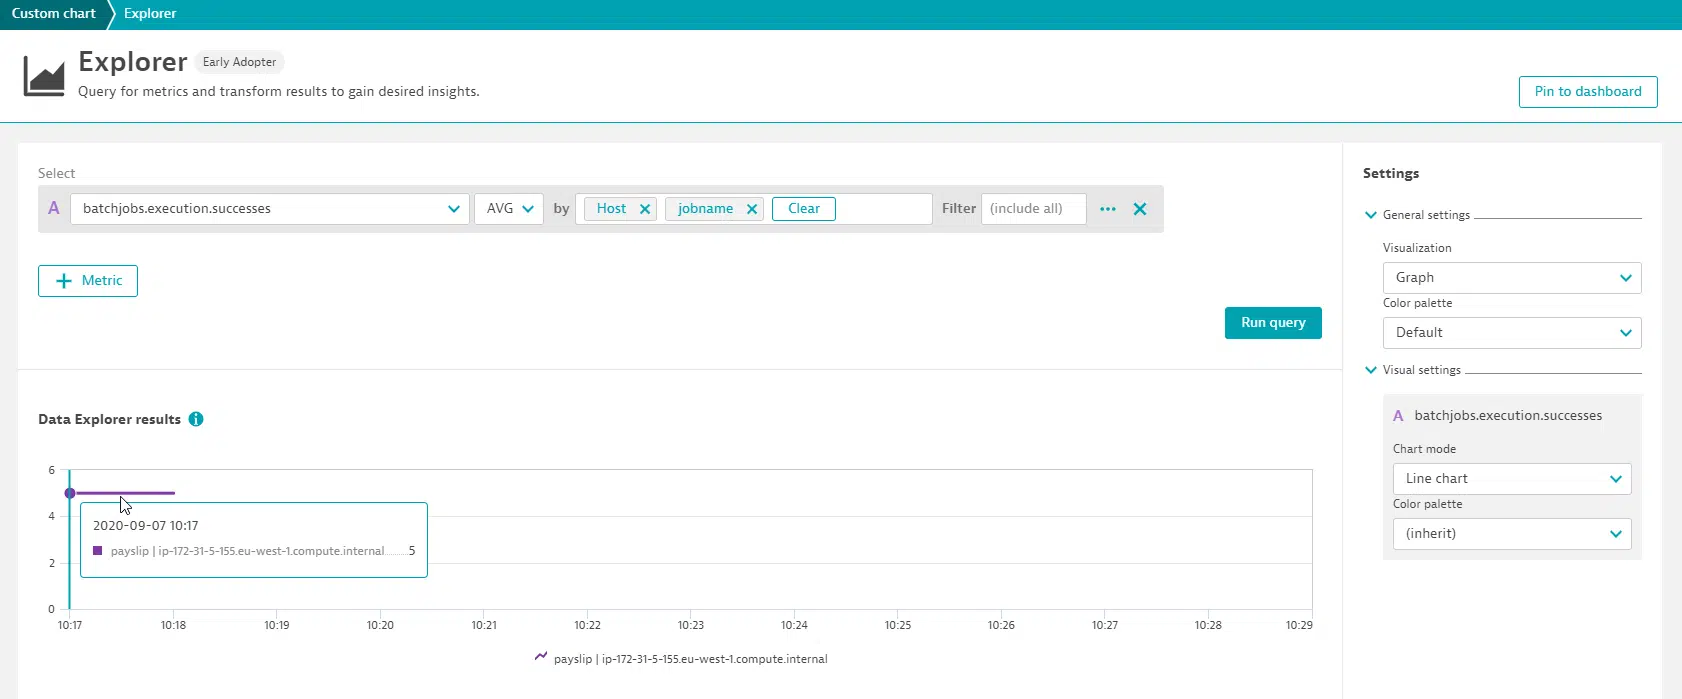 Custom chart Explorer
Explorer Early Adopter
Query for metrics and transform results to gain desired insights.
Pin to dashboard
Select
A batchjobs.execution.successes AVG by Host jobname Clear Filter (include all)
+ Metric
Run query
Data Explorer results
6
4
2
0
2020-09-07 10:17
payslip | ip-172-31-5-155.eu-west-1.compute.internal 5
10:17 10:18 10:19 10:20 10:21 10:22 10:23 10:24 10:25 10:26 10:27 10:28 10:29
payslip | ip-172-31-5-155.eu-west-1.compute.internal
Settings
General settings
Visualization
Graph
Color palette
Default
Visual settings
A batchjobs.execution.successes
Chart mode
Line chart
Color palette
(inherit)